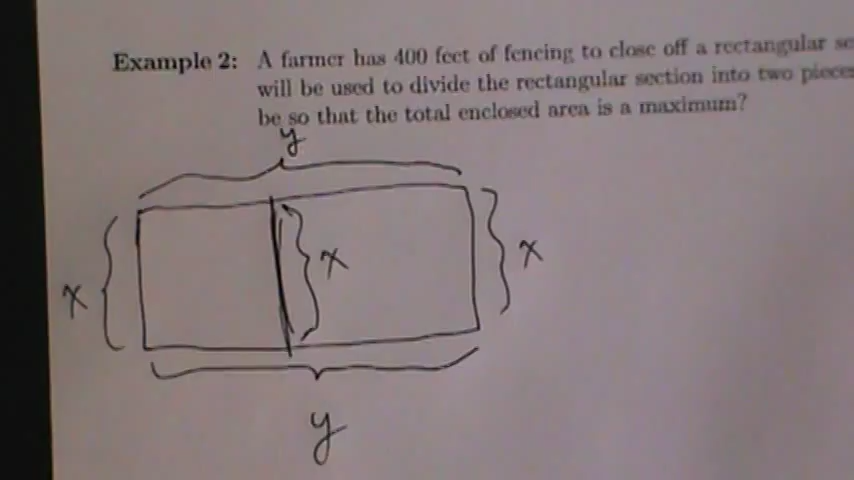 Example 2: A farmer has 400 feet of fencing to close off a rectangular
will be used to divide the rectangular section into two pieces
be so that the total enclosed area is a maximum?
y
x
x
x
y